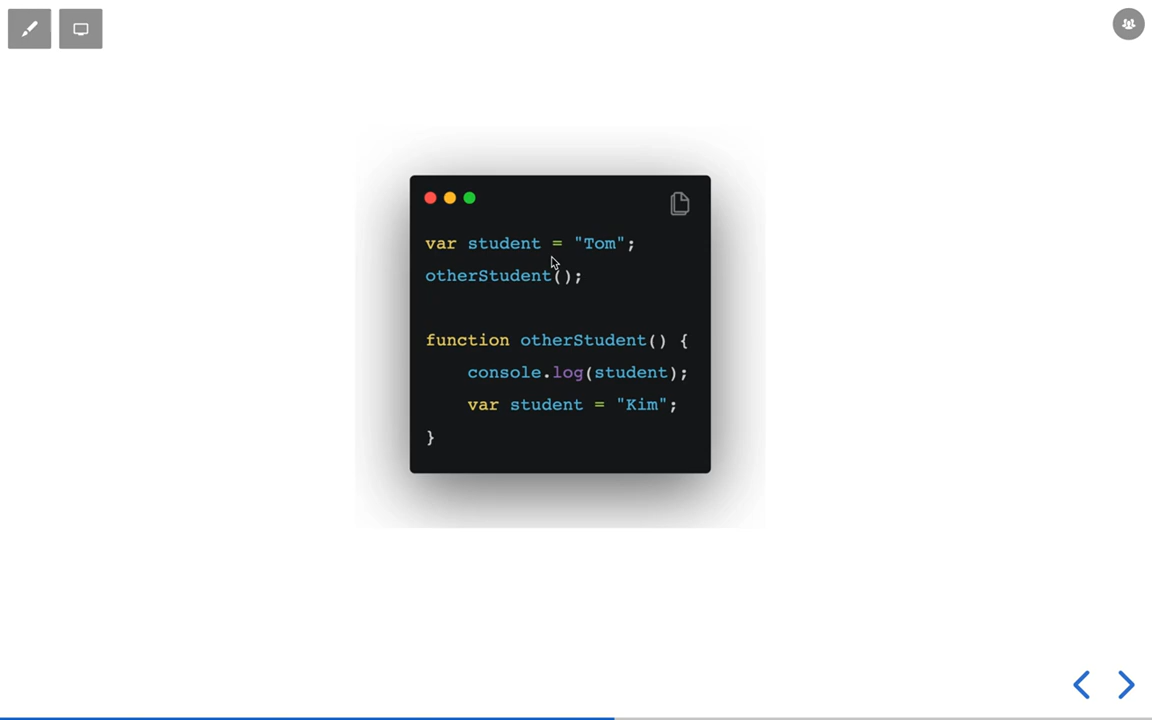 var student = "Tom";
otherStudent();
function otherStudent() {
console.log(student);
var student = "Kim";
}